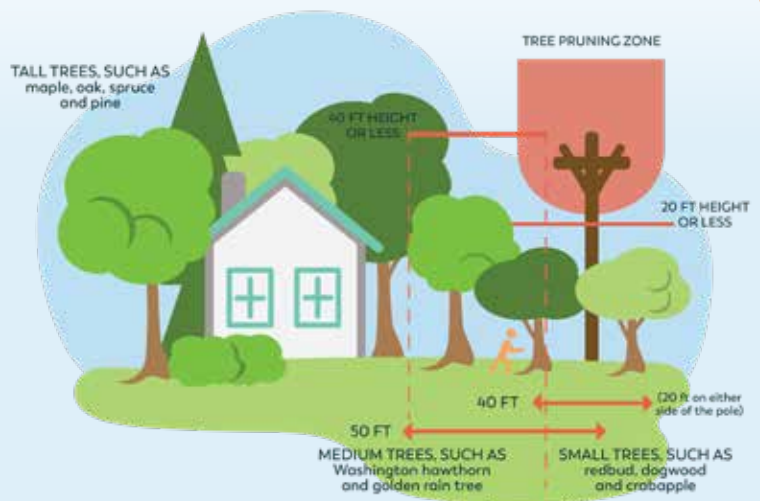 TREE PRUNING ZONE
TALL TREES, SUCH AS
maple, oak, spruce
and pine
40 FT HEIGHT
OR LESS
20 FT HEIGHT
OR LESS
40 FT
(20 ft on either
side of the pole)
50 FT
MEDIUM TREES, SUCH AS
Washington hawthorn
and golden rain tree
SMALL TREES, SUCH AS
redbud, dogwood
and crabapple